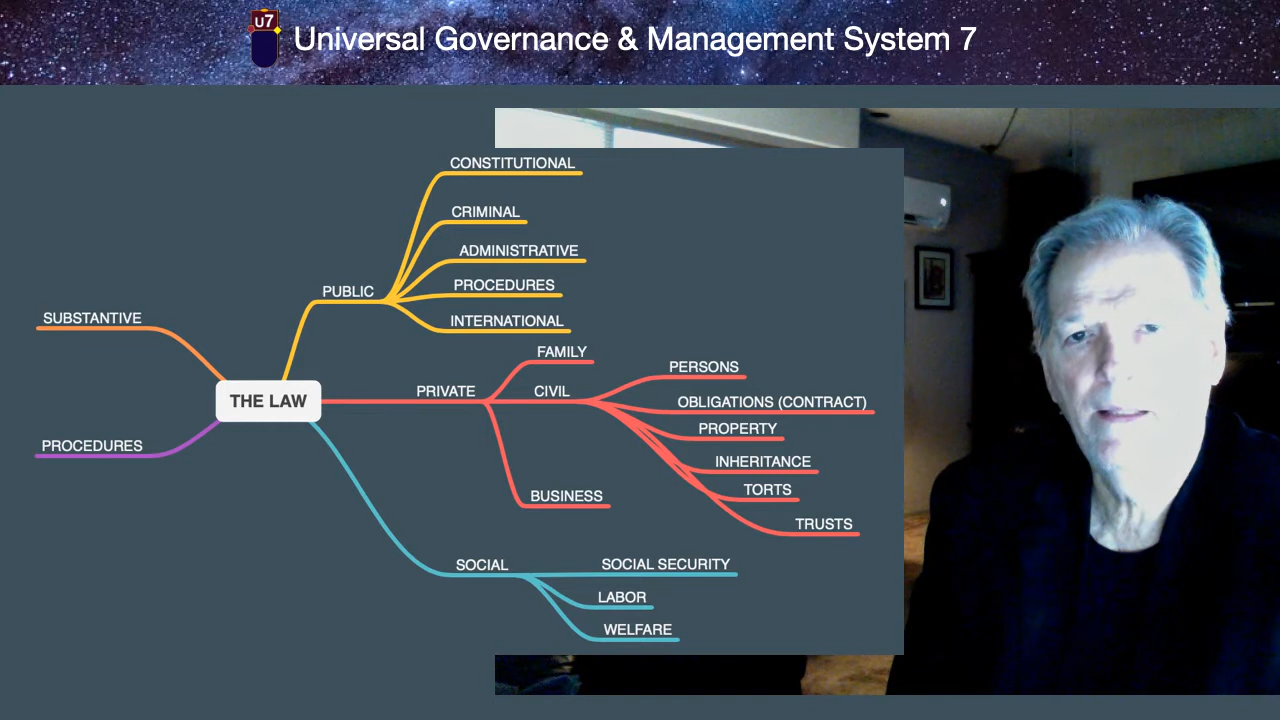 U7
Universal Governance & Management System 7
CONSTITUTIONAL
CRIMINAL
ADMINISTRATIVE
PROCEDURES
INTERNATIONAL
PUBLIC
SUBSTANTIVE
THE LAW
PROCEDURES
PRIVATE
FAMILY
CIVIL
BUSINESS
PERSONS
OBLIGATIONS (CONTRACT)
PROPERTY
INHERITANCE
TORTS
TRUSTS
SOCIAL
SOCIAL SECURITY
LABOR
WELFARE